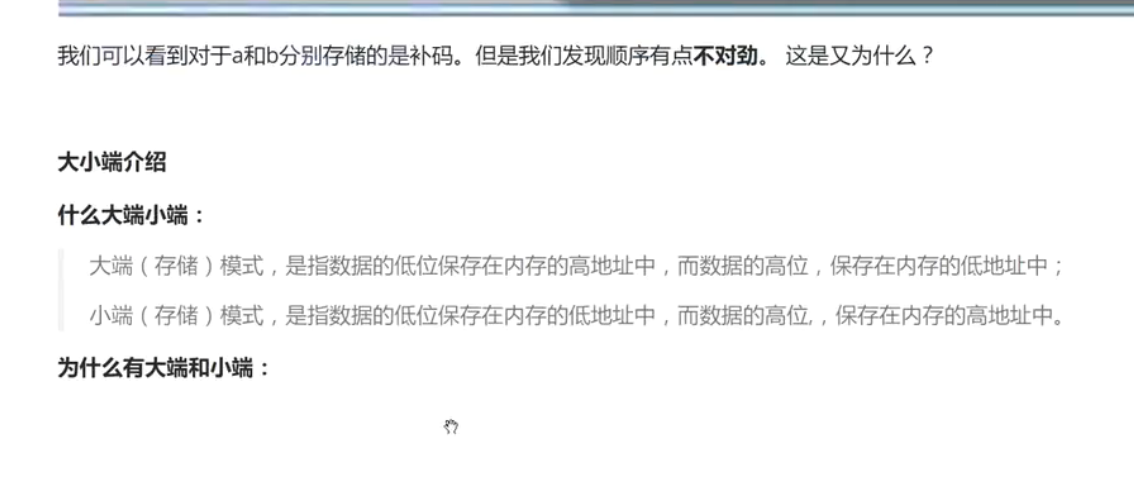 我们可以看到对于a和b分别存储的是补码。但是我们发现顺序有点不对劲。 这是又为什么？
大小端介绍
什么大端小端：
大端（存储）模式，是指数据的低位保存在内存的高地址中，而数据的高位，保存在内存的低地址中；
小端（存储）模式，是指数据的低位保存在内存的低地址中，而数据的高位,，保存在内存的高地址中。
为什么有大端和小端：